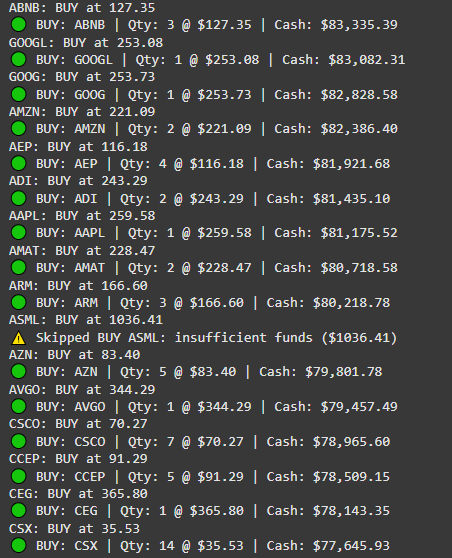 ABNB: BUY at 127.35
🟢 BUY: ABNB | Qty: 3 @ $127.35 | Cash: $83,335.39
GOOGL: BUY at 253.08
🟢 BUY: GOOGL | Qty: 1 @ $253.08 | Cash: $83,082.31
GOOG: BUY at 253.73
🟢 BUY: GOOG | Qty: 1 @ $253.73 | Cash: $82,828.58
AMZN: BUY at 221.09
🟢 BUY: AMZN | Qty: 2 @ $221.09 | Cash: $82,386.40
AEP: BUY at 116.18
🟢 BUY: AEP | Qty: 4 @ $116.18 | Cash: $81,921.68
ADI: BUY at 243.29
🟢 BUY: ADI | Qty: 2 @ $243.29 | Cash: $81,435.10
AAPL: BUY at 259.58
🟢 BUY: AAPL | Qty: 1 @ $259.58 | Cash: $81,175.52
AMAT: BUY at 228.47
🟢 BUY: AMAT | Qty: 2 @ $228.47 | Cash: $80,718.58
ARM: BUY at 166.60
🟢 BUY: ARM | Qty: 3 @ $166.60 | Cash: $80,218.78
ASML: BUY at 1036.41
⚠️ Skipped BUY ASML: insufficient funds ($1036.41)
AZN: BUY at 83.40
🟢 BUY: AZN | Qty: 5 @ $83.40 | Cash: $79,801.78
AVGO: BUY at 344.29
🟢 BUY: AVGO | Qty: 1 @ $344.29 | Cash: $79,457.49
CSCO: BUY at 70.27
🟢 BUY: CSCO | Qty: 7 @ $70.27 | Cash: $78,965.60
CCEP: BUY at 91.29
🟢 BUY: CCEP | Qty: 5 @ $91.29 | Cash: $78,509.15
CEG: BUY at 365.80
🟢 BUY: CEG | Qty: 1 @ $365.80 | Cash: $78,143.35
CSX: BUY at 35.53
🟢 BUY: CSX | Qty: 14 @ $35.53 | Cash: $77,645.93